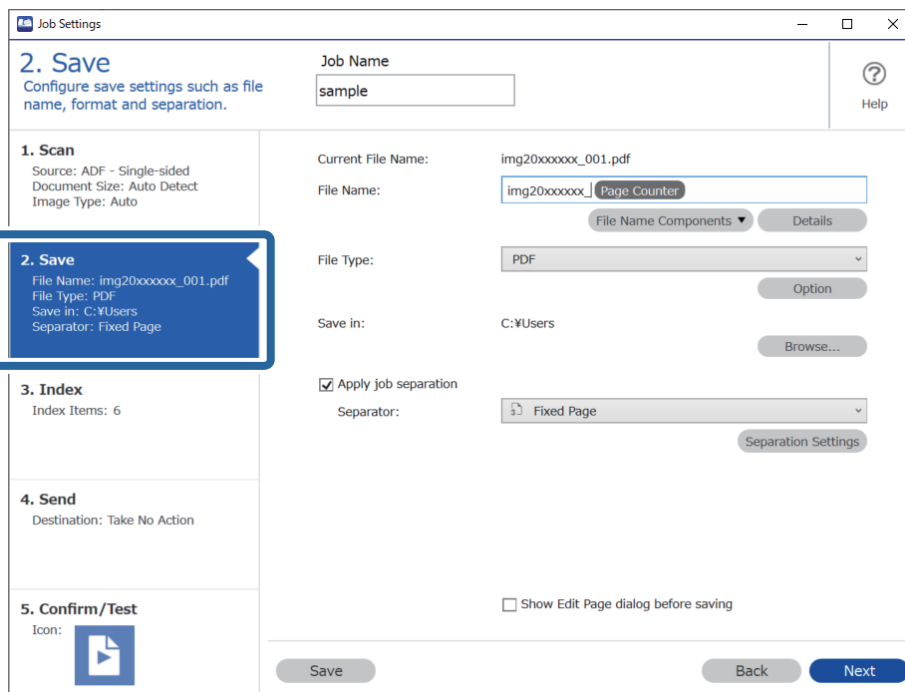 Job Settings
2. Save
Configure save settings such as file
name, format and separation.
Job Name
sample
Help
1. Scan
Source: ADF - Single-sided
Document Size: Auto Detect
Image Type: Auto
2. Save
File Name: img20xxxxxx_001.pdf
File Type: PDF
Save in: C:¥Users
Separator: Fixed Page
3. Index
Index Items: 6
4. Send
Destination: Take No Action
5. Confirm/Test
Icon:
Current File Name: img20xxxxxx_001.pdf
File Name: img20xxxxxx_ Page Counter
File Name Components ▼ Details
File Type: PDF
Option
Save in: C:¥Users
Browse...
Apply job separation
Separator: 3 Fixed Page
Separation Settings
Show Edit Page dialog before saving
Save Back Next